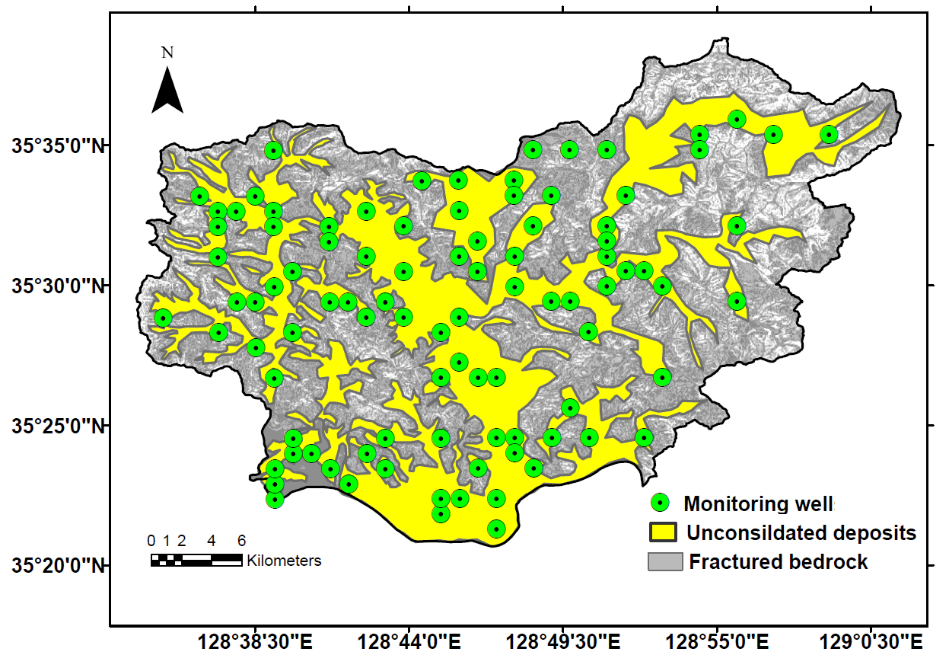 N
35°35'0"N
35°30'0"N
35°25'0"N
35°20'0"N
0 1 2 4 6
Kilometers
Monitoring well
Unconsildated deposits
Fractured bedrock
128°38'30"E 128°44'0"E 128°49'30"E 128°55'0"E 129°0'30"E